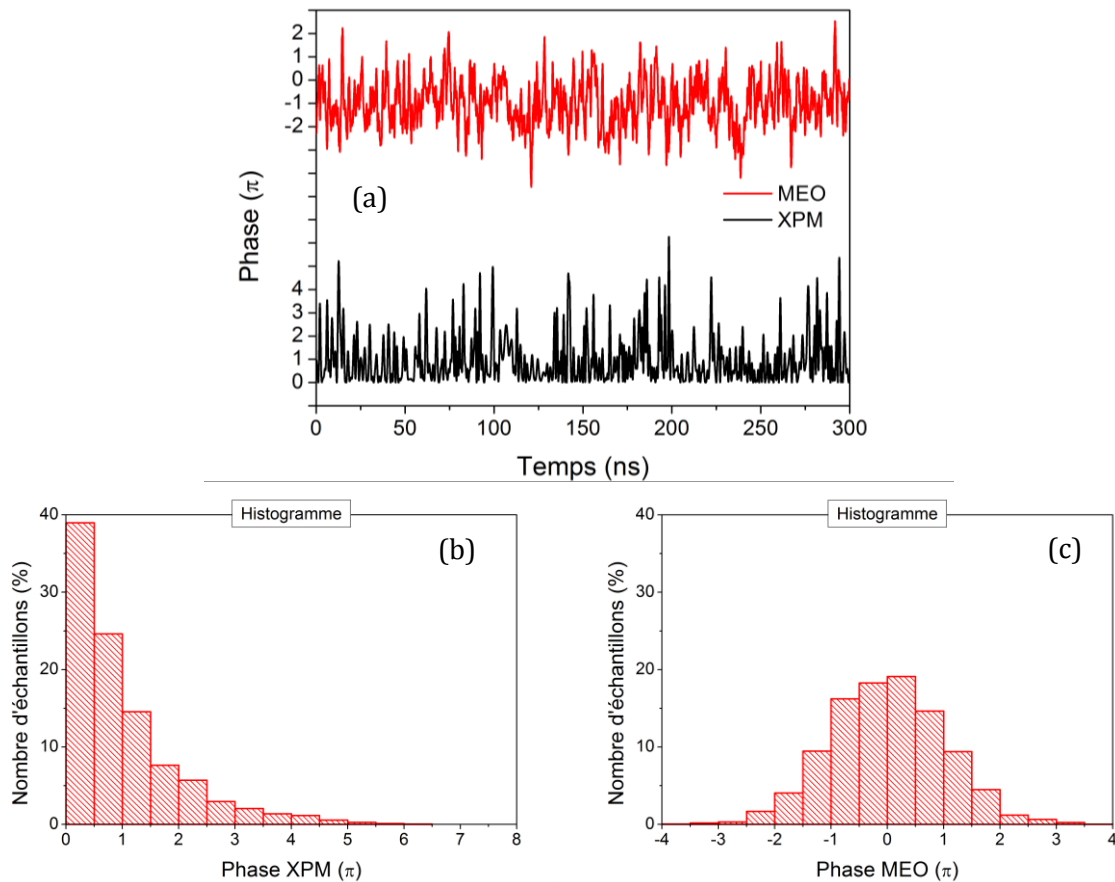 2
1
0
-1
-2
4
3
2
1
0
Phase (π)
(a)
MEO
XPM
0 50 100 150 200 250 300
Temps (ns)
Histogramme
(b)
40
30
20
10
0
Nombre d'échantillons (%)
0 1 2 3 4 5 6 7 8
Phase XPM (π)
Histogramme
(c)
40
30
20
10
0
Nombre d'échantillons (%)
-4 -3 -2 -1 0 1 2 3 4
Phase MEO (π)